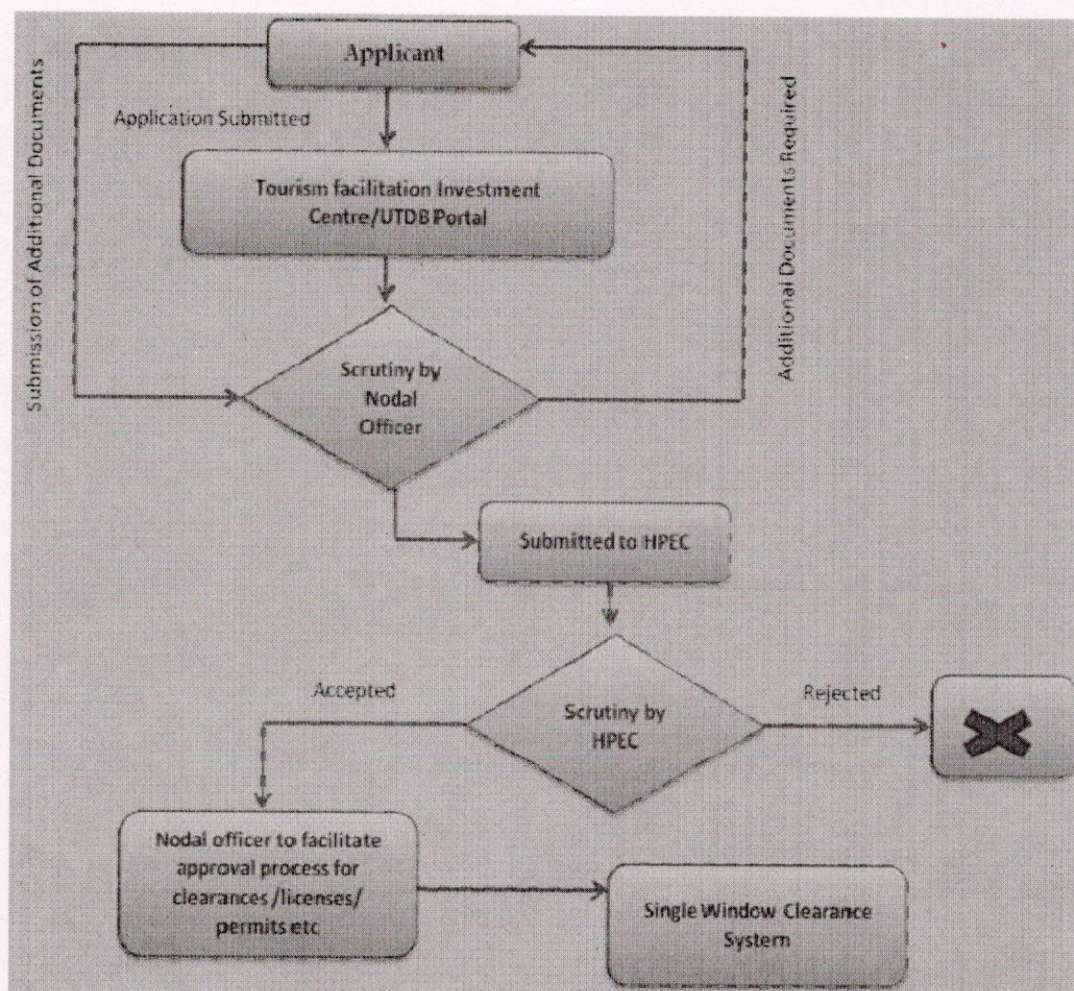 Applicant
Submission of Additional Documents
Additional Documents Required
Application Submitted
Tourism facilitation Investment
Centre/UTDB Portal
Scrutiny by
Nodal
Officer
Submitted to HPEC
Accepted
Scrutiny by
HPEC
Rejected
Nodal officer to facilitate
approval process for
clearances/licenses/
permits etc
Single Window Clearance
System